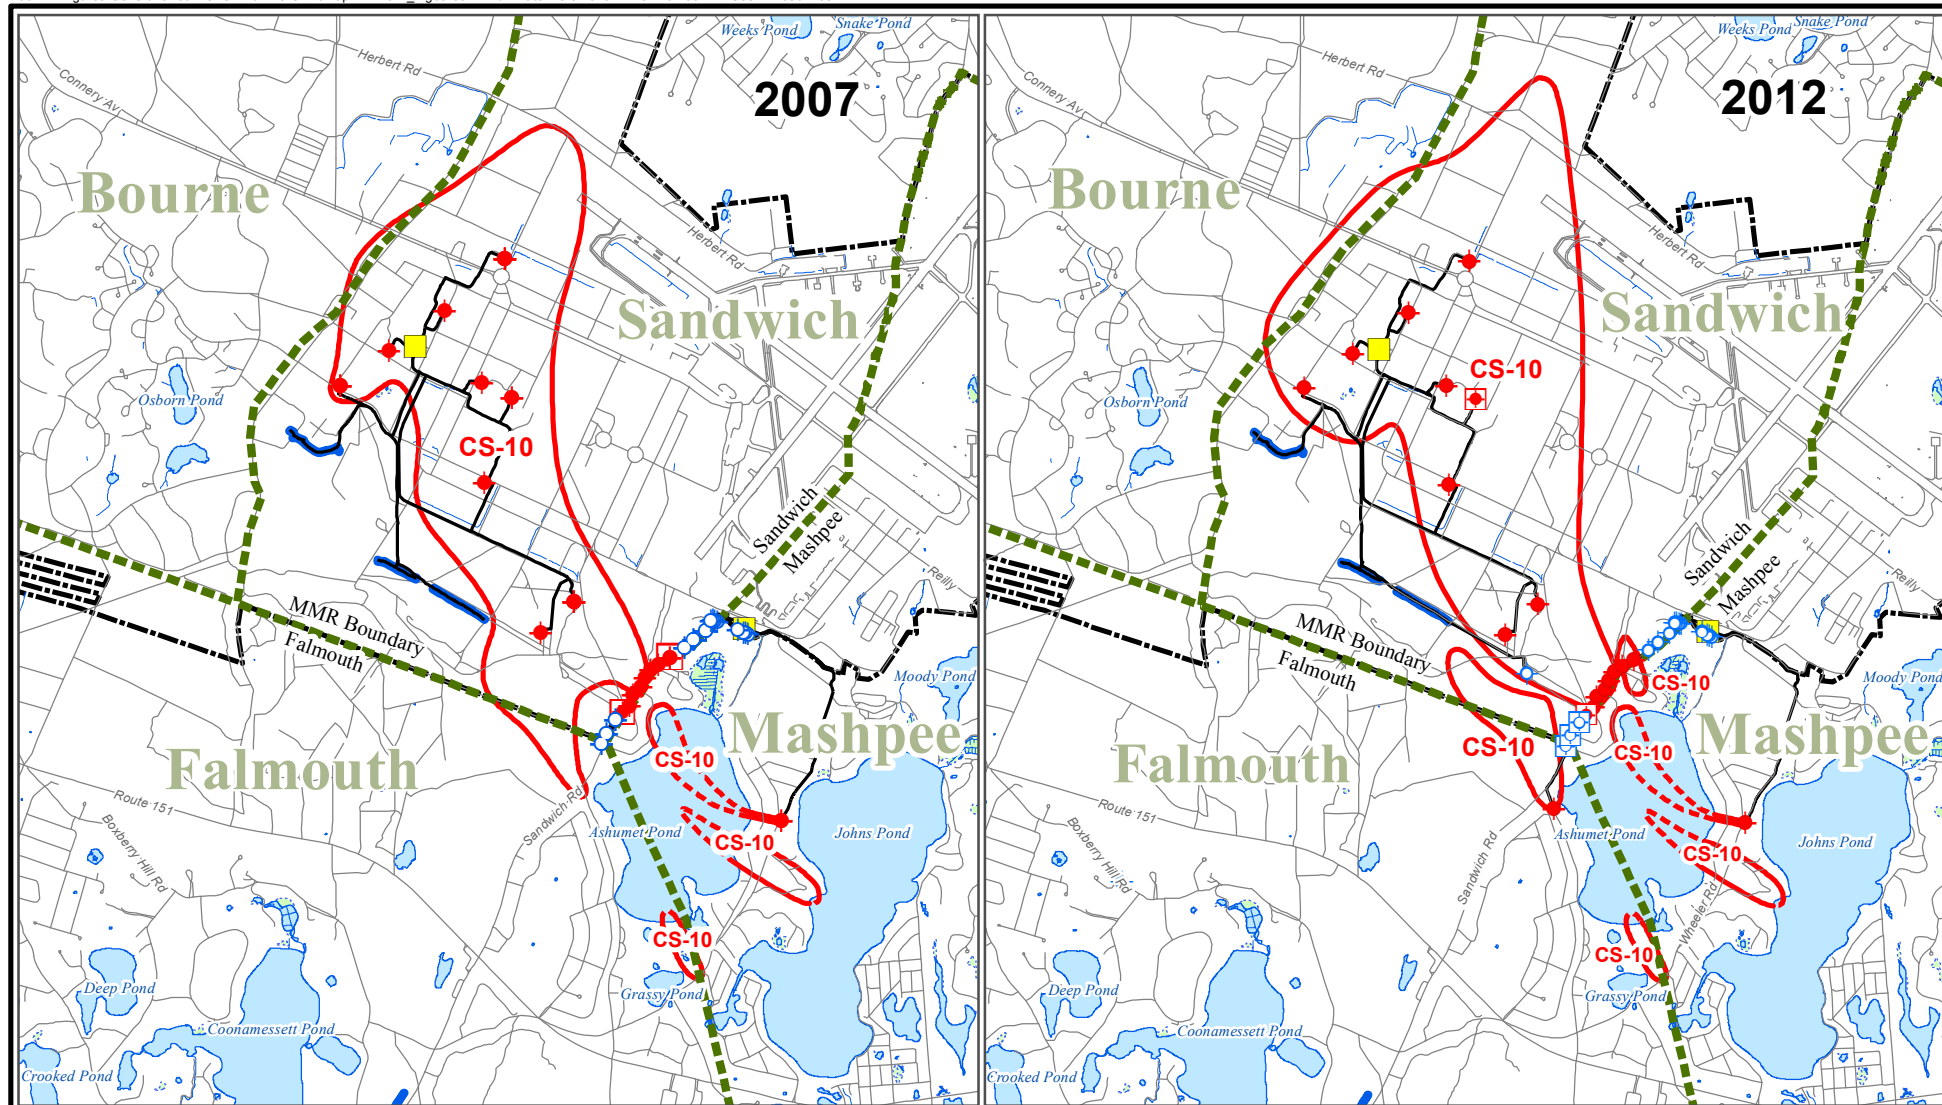 Weeks Pond
Snake Pond
Herbert Rd
Connery Av
2007
Bourne
Herbert Rd
Sandwich
Osborn Pond
CS-10
Sandwich
Mashpee
Reilly
MMR Boundary
Falmouth
Moody Pond
Mashpee
CS-10
Falmouth
Route 151
Sandwich Rd
Boxberry Hill Rd
Ashumet Pond
Johns Pond
CS-10
CS-10
Deep Pond
Grassy Pond
Coonamessett Pond
Crooked Pond
Snake Pond
Weeks Pond
Herbert Rd
Connery Av
2012
Bourne
Herbert Rd
Sandwich
CS-10
Osborn Pond
Sandwich
Mashpee
Reilly
MMR Boundary
Falmouth
CS-10
Moody Pond
Mashpee
CS-10
CS-10
Falmouth
Route 151
Boxberry Hill Rd
Ashumet Pond
Johns Pond
Sandwich Rd
CS-10
Wheeler Rd
CS-10
Deep Pond
Grassy Pond
Coonamessett Pond
Crooked Pond